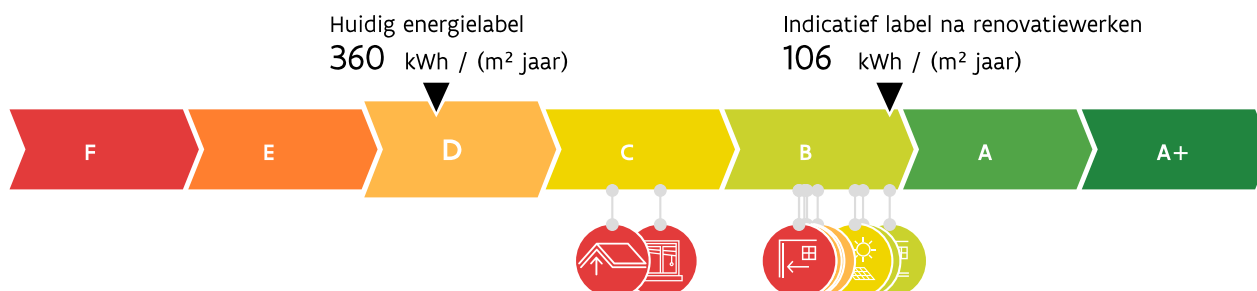 Huidig energielabel
360 kWh / (m² jaar)
Indicatief label na renovatiewerken
106 kWh / (m² jaar)
F E D C B A A+